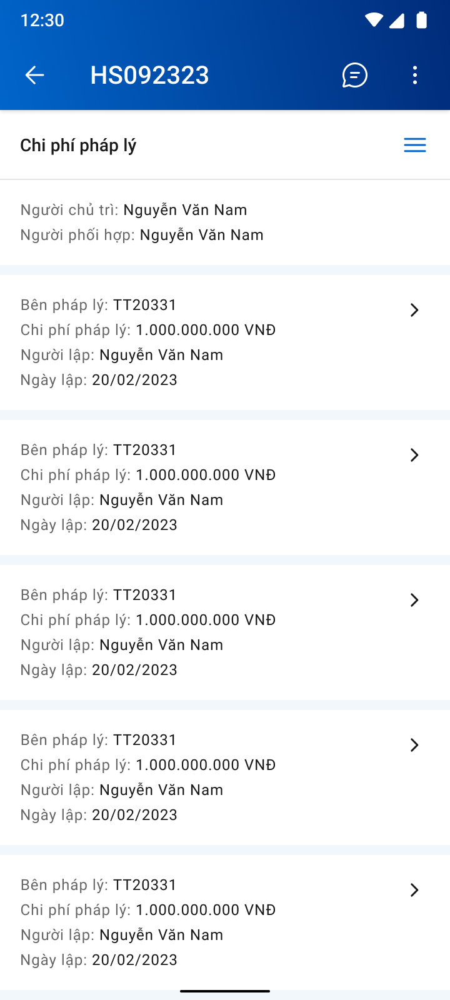 12:30
HS092323
Chi phí pháp lý
Người chủ trì: Nguyễn Văn Nam
Người phối hợp: Nguyễn Văn Nam
Bên pháp lý: TT20331
Chi phí pháp lý: 1.000.000.000 VNĐ
Người lập: Nguyễn Văn Nam
Ngày lập: 20/02/2023
Bên pháp lý: TT20331
Chi phí pháp lý: 1.000.000.000 VNĐ
Người lập: Nguyễn Văn Nam
Ngày lập: 20/02/2023
Bên pháp lý: TT20331
Chi phí pháp lý: 1.000.000.000 VNĐ
Người lập: Nguyễn Văn Nam
Ngày lập: 20/02/2023
Bên pháp lý: TT20331
Chi phí pháp lý: 1.000.000.000 VNĐ
Người lập: Nguyễn Văn Nam
Ngày lập: 20/02/2023
Bên pháp lý: TT20331
Chi phí pháp lý: 1.000.000.000 VNĐ
Người lập: Nguyễn Văn Nam
Ngày lập: 20/02/2023